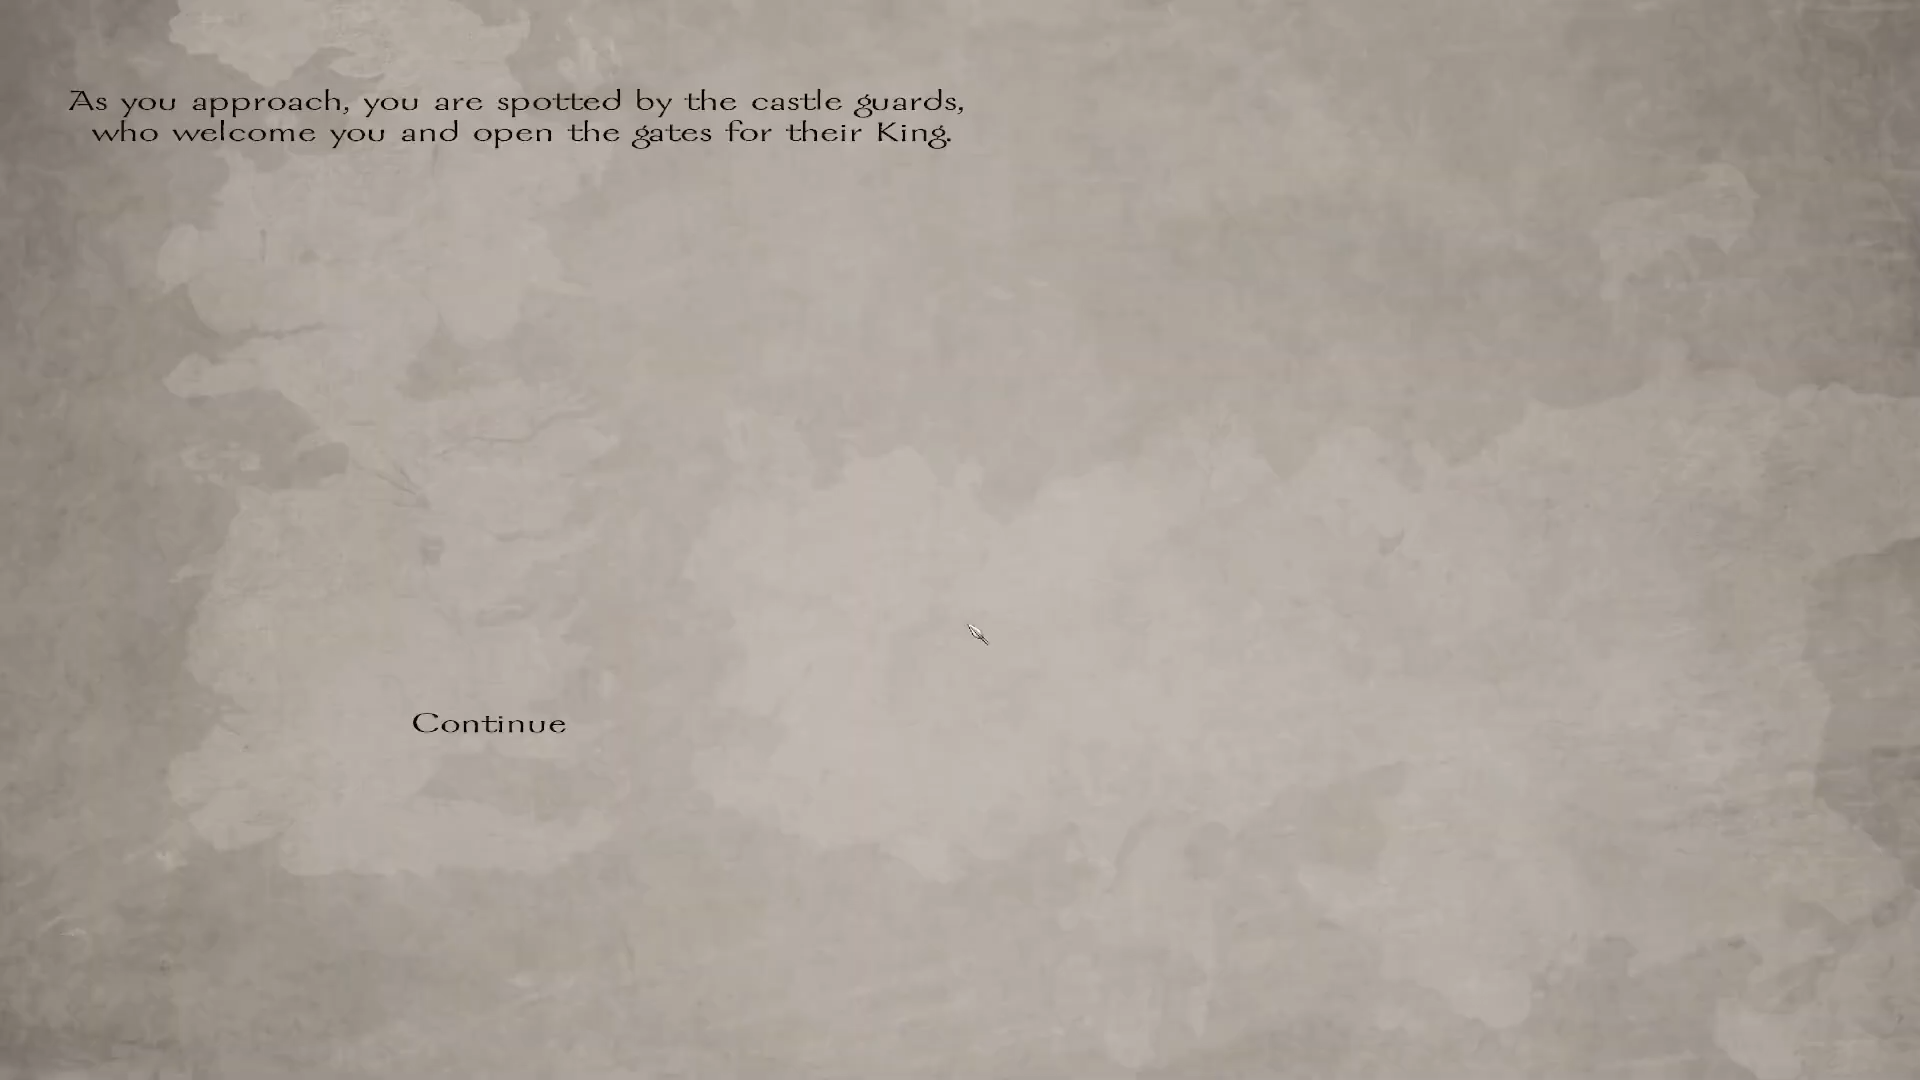 As you approach, you are spotted by the castle guards,
who welcome you and open the gates for their King.
Continue